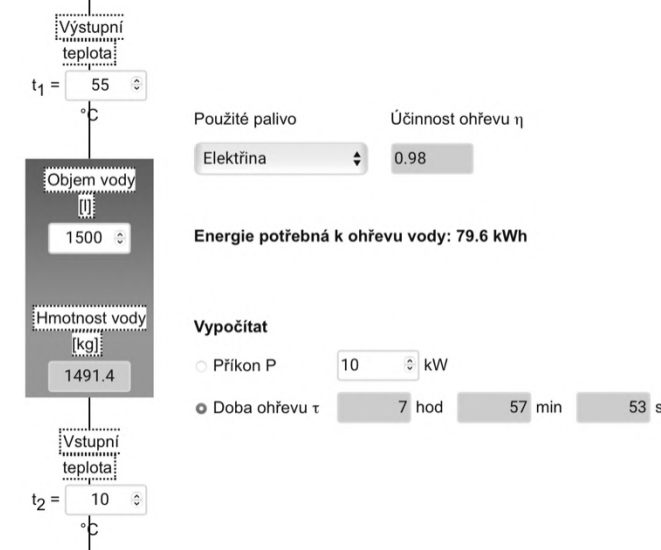 Výstupní
teplota
t1 = 55
°C
Použité palivo Účinnost ohřevu η
Elektřina 0.98
Objem vody
[l]
1500
Energie potřebná k ohřevu vody: 79.6 kWh
Hmotnost vody
[kg]
1491.4
Vypočítat
Příkon P 10 kW
Doba ohřevu τ 7 hod 57 min 53 s
Vstupní
teplota
t2 = 10
°C